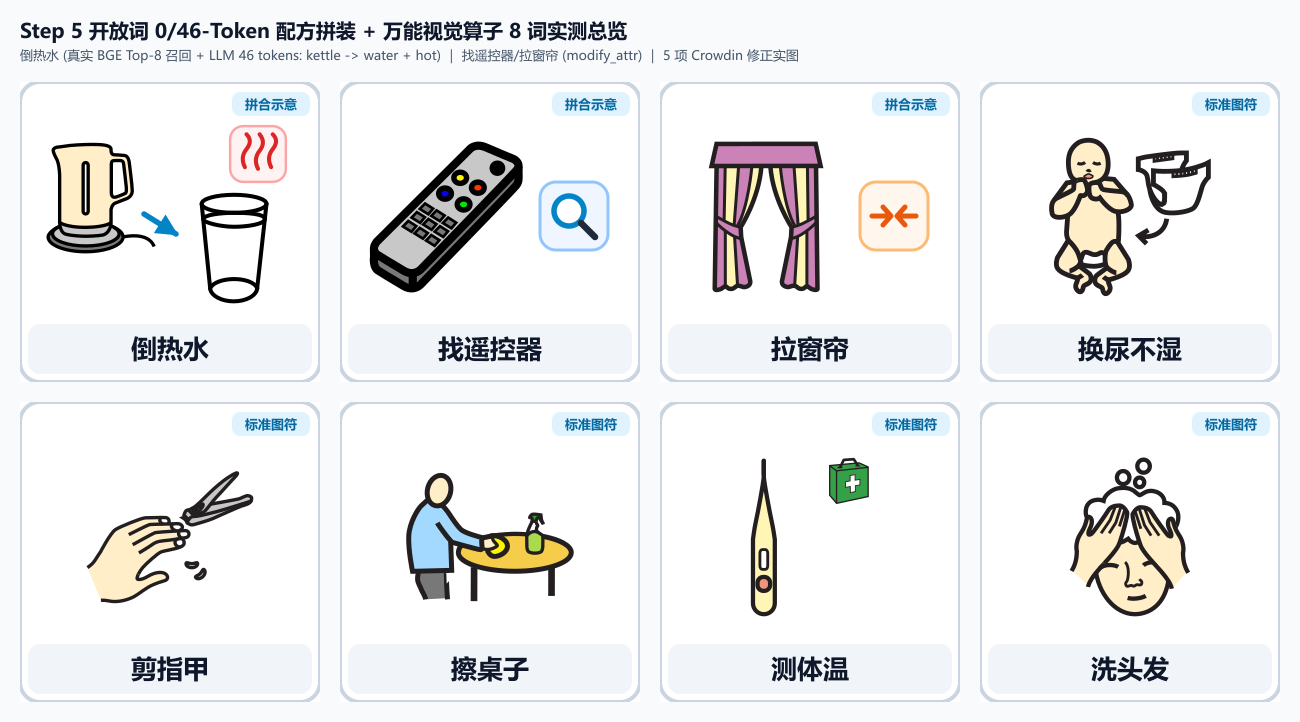 Step 5 开放词 0/46-Token 配方拼装 + 万能视觉算子 8 词实测总览
倒热水 (真实 BGE Top-8 召回 + LLM 46 tokens: kettle -> water + hot) | 找遥控器/拉窗帘 (modify_attr) | 5 项 Crowdin 修正实图
拼合示意
拼合示意
拼合示意
标准图符
倒热水
找遥控器
拉窗帘
换尿不湿
标准图符
标准图符
标准图符
标准图符
剪指甲
擦桌子
测体温
洗头发